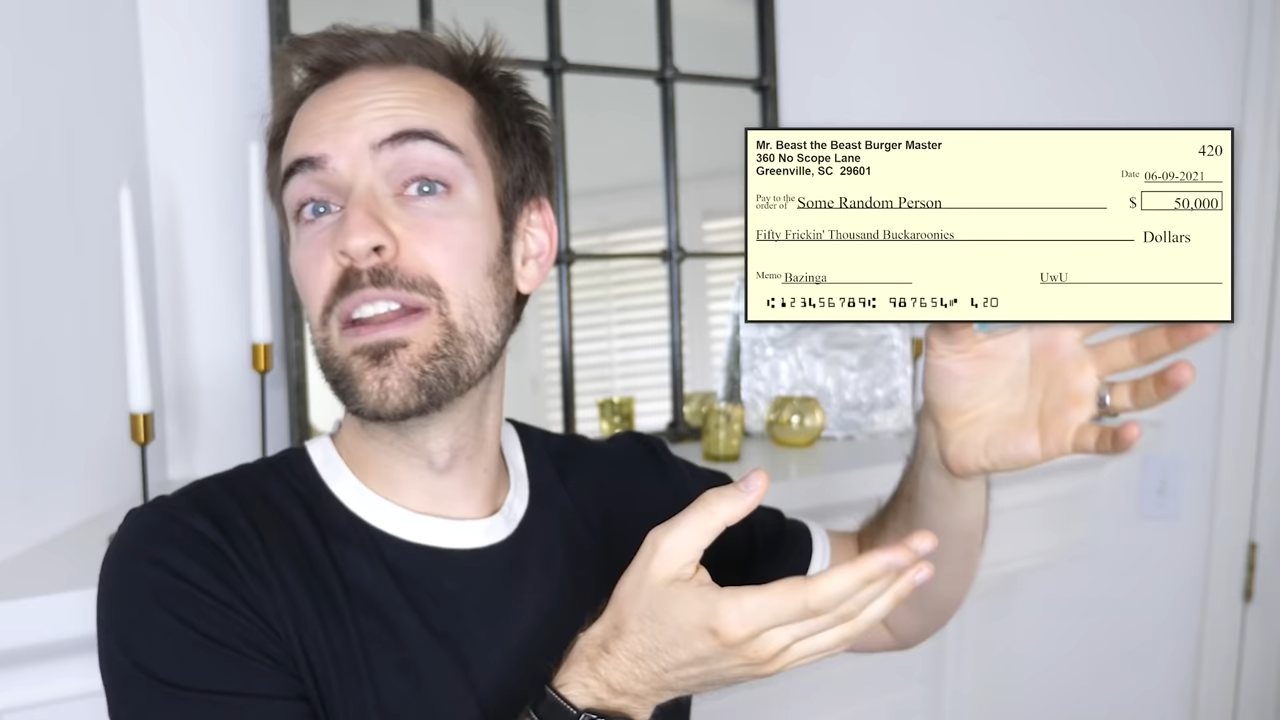 Mr. Beast the Beast Burger Master
360 No Scope Lane
Greenville, SC 29601
420
Date 06-09-2021
Pay to the order of Some Random Person
$ 50,000
Fifty Frickin' Thousand Buckaroonies Dollars
Memo Bazinga
UwU
⑆123456789⑆ 987654⑈ 420